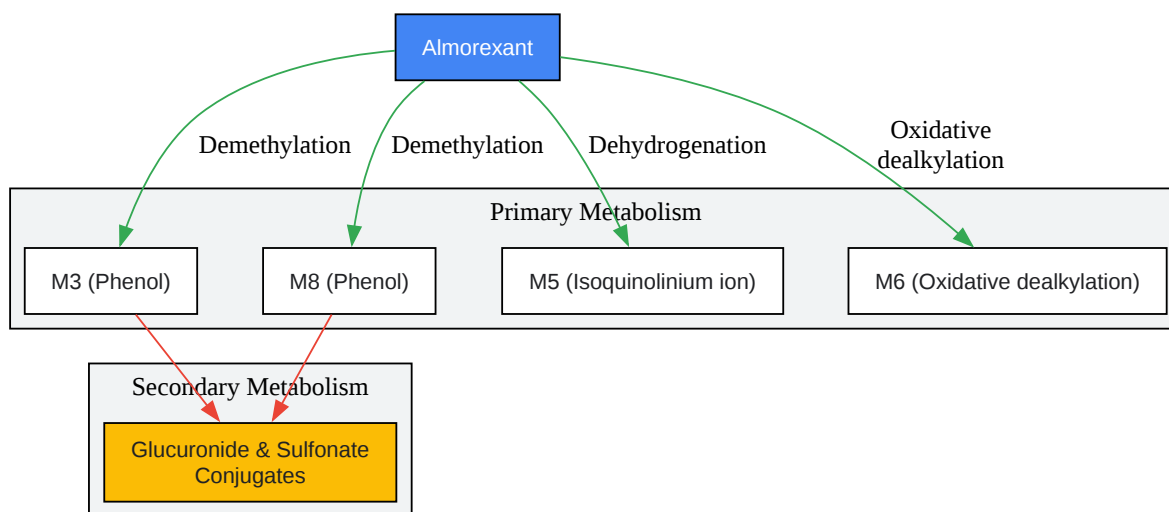 Almorexant
Demethylation
Demethylation
Dehydrogenation
Oxidative
dealkylation
Primary Metabolism
M3 (Phenol)
M8 (Phenol)
M5 (Isoquinolinium ion)
M6 (Oxidative dealkylation)
Secondary Metabolism
Glucuronide & Sulfonate
Conjugates